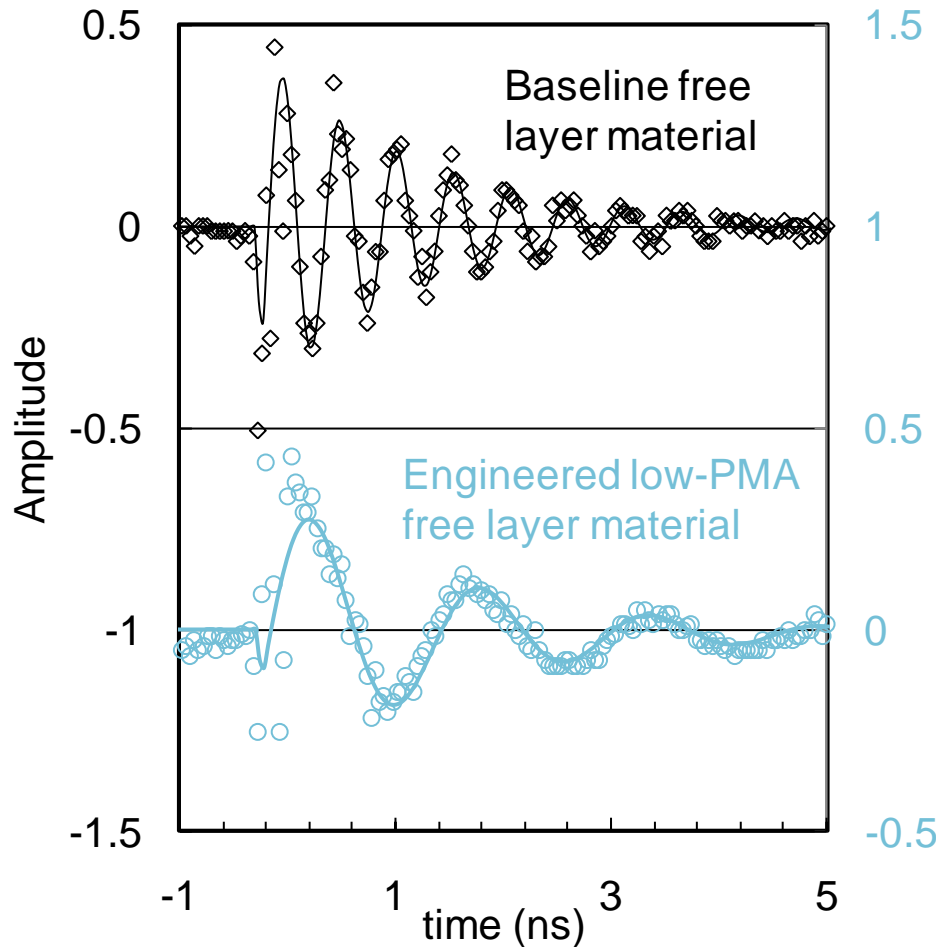 0.5
1.5
Baseline free
layer material
0
1
Amplitude
-0.5
0.5
Engineered low-PMA
free layer material
-1
0
-1.5
-0.5
-1
1
3
5
time (ns)